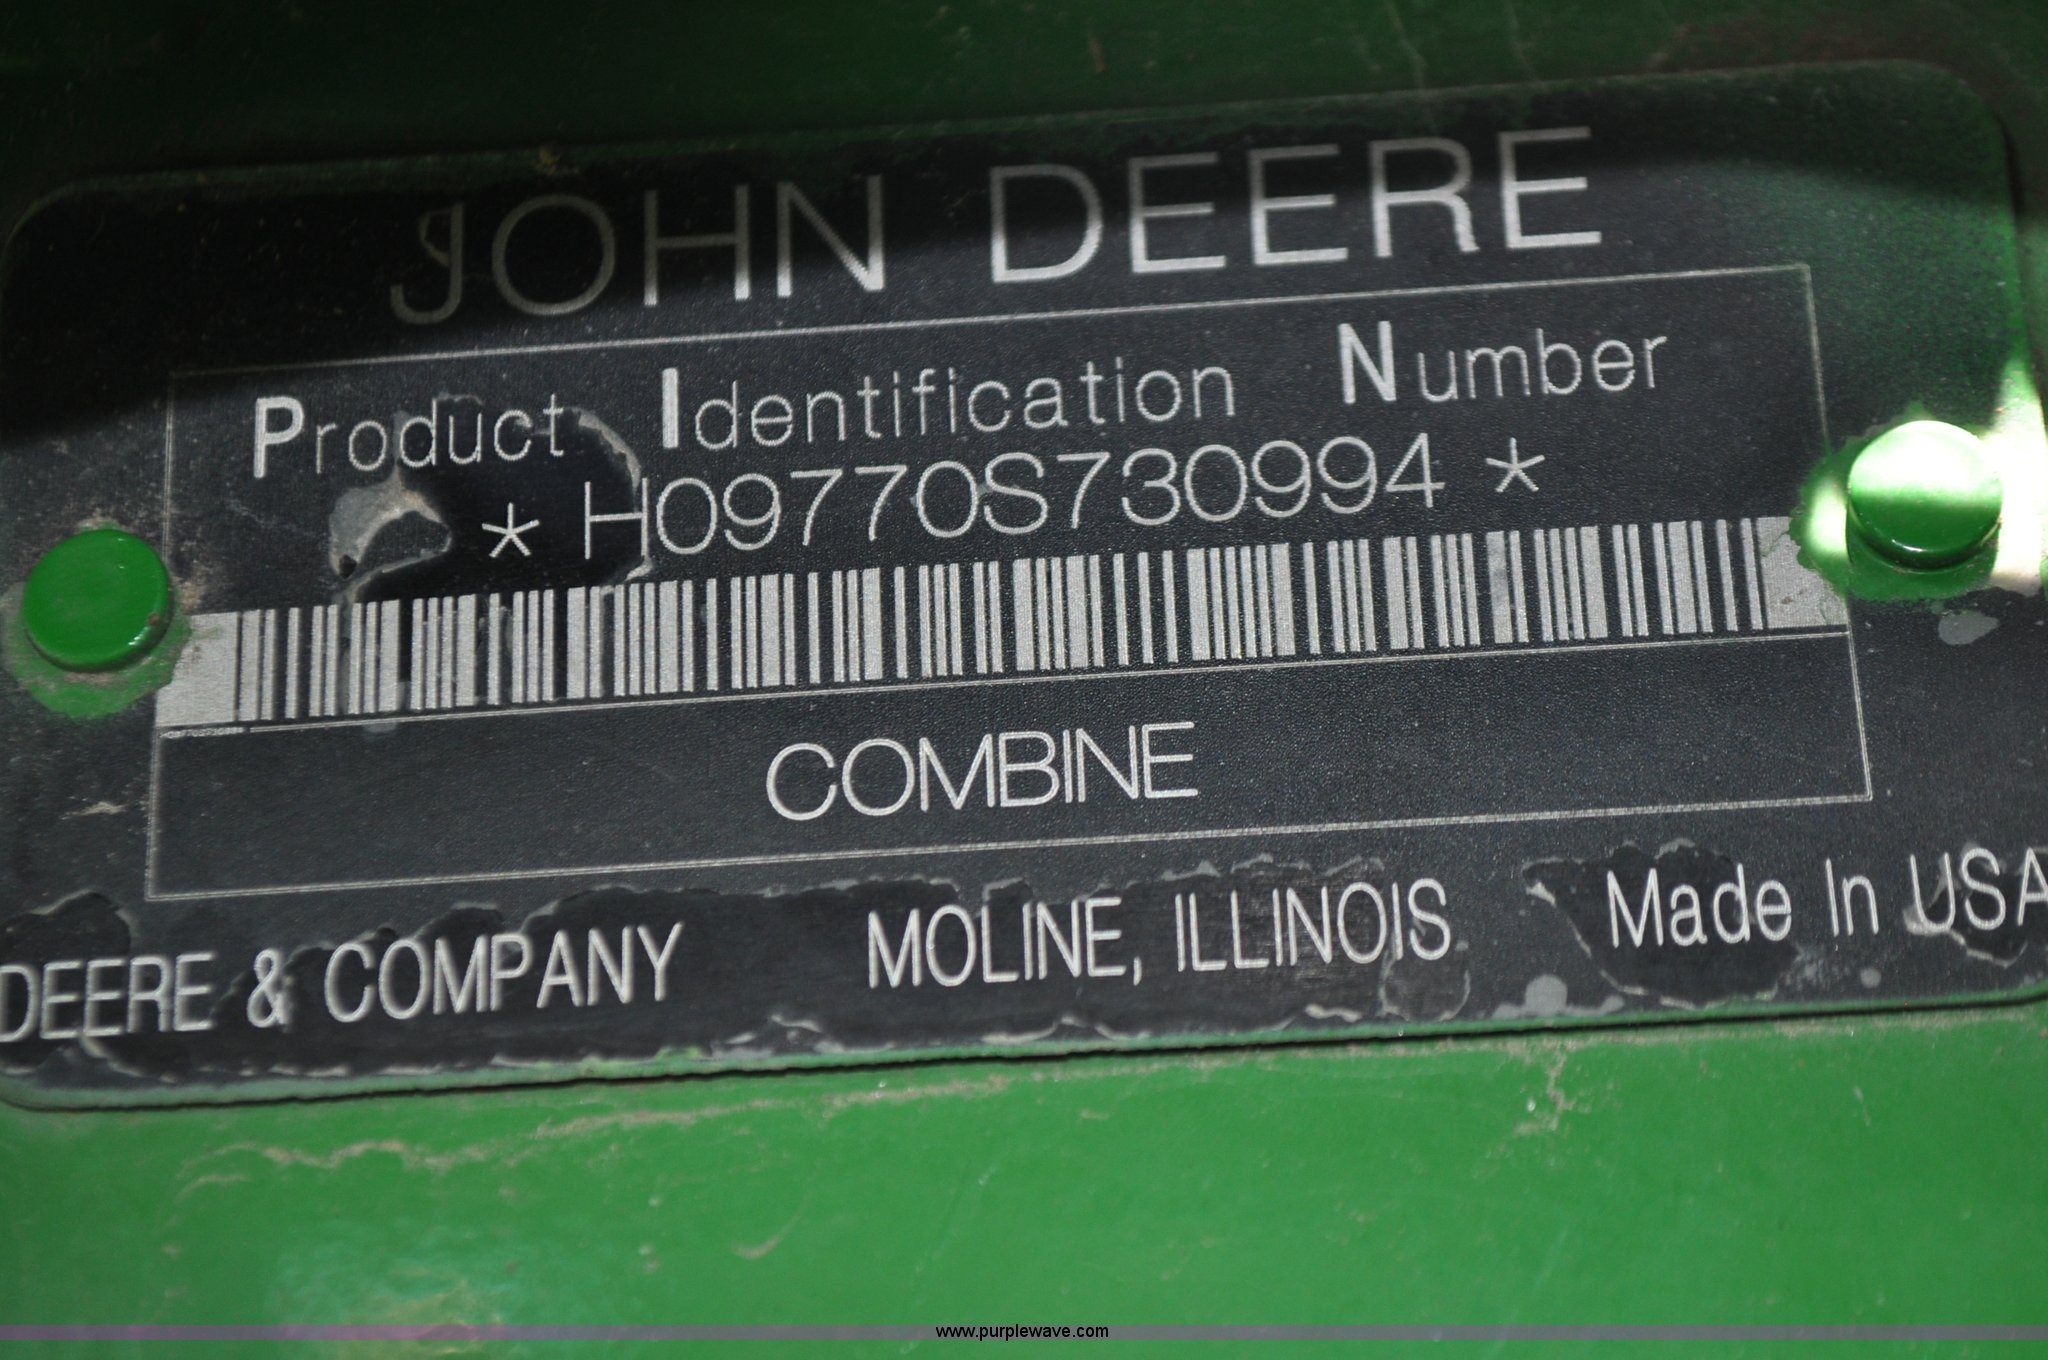 JOHN DEERE
Product Identification Number
* H09770S730994 *
COMBINE
DEERE & COMPANY MOLINE, ILLINOIS Made In USA
www.purplewave.com